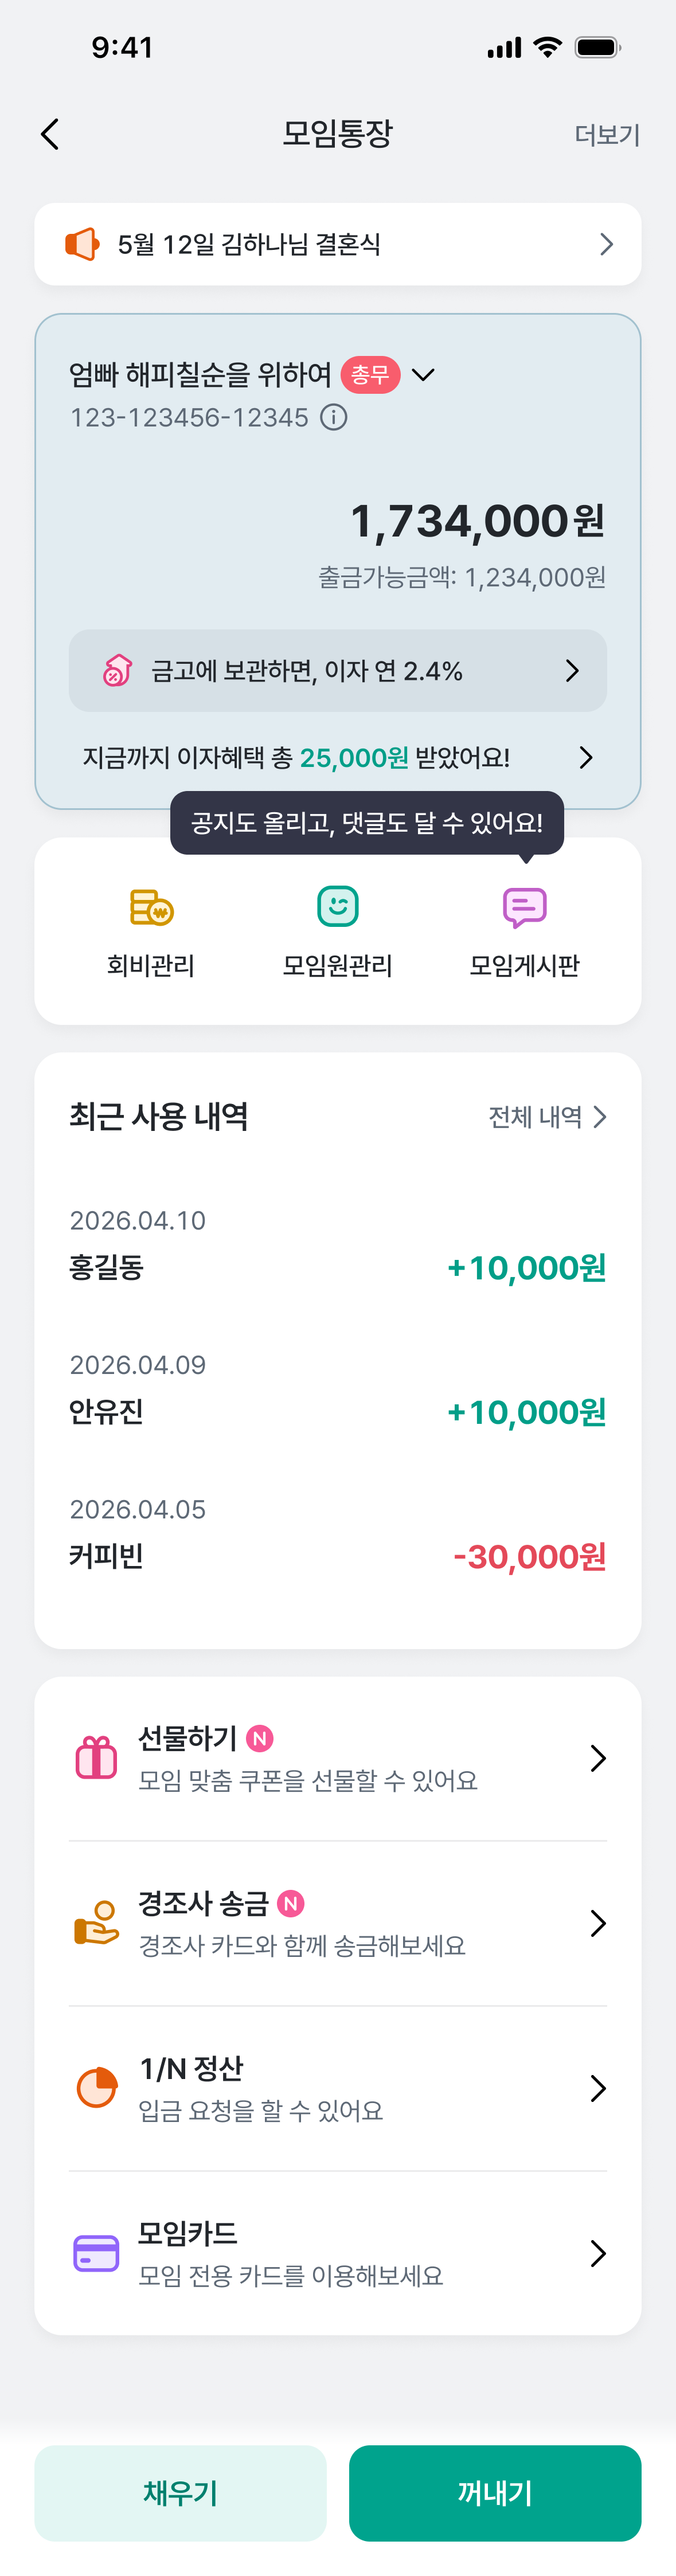 9:41
모임통장
더보기
5월 12일 김하나님 결혼식
엄빠 해피칠순을 위하여 총무
123-123456-12345
1,734,000원
출금가능금액: 1,234,000원
금고에 보관하면, 이자 연 2.4%
지금까지 이자혜택 총 25,000원 받았어요!
공지도 올리고, 댓글도 달 수 있어요!
회비관리
모임원관리
모임게시판
최근 사용 내역
전체 내역
2026.04.10
홍길동
+10,000원
2026.04.09
안유진
+10,000원
2026.04.05
커피빈
-30,000원
선물하기 N
모임 맞춤 쿠폰을 선물할 수 있어요
경조사 송금 N
경조사 카드와 함께 송금해보세요
1/N 정산
입금 요청을 할 수 있어요
모임카드
모임 전용 카드를 이용해보세요
채우기
꺼내기